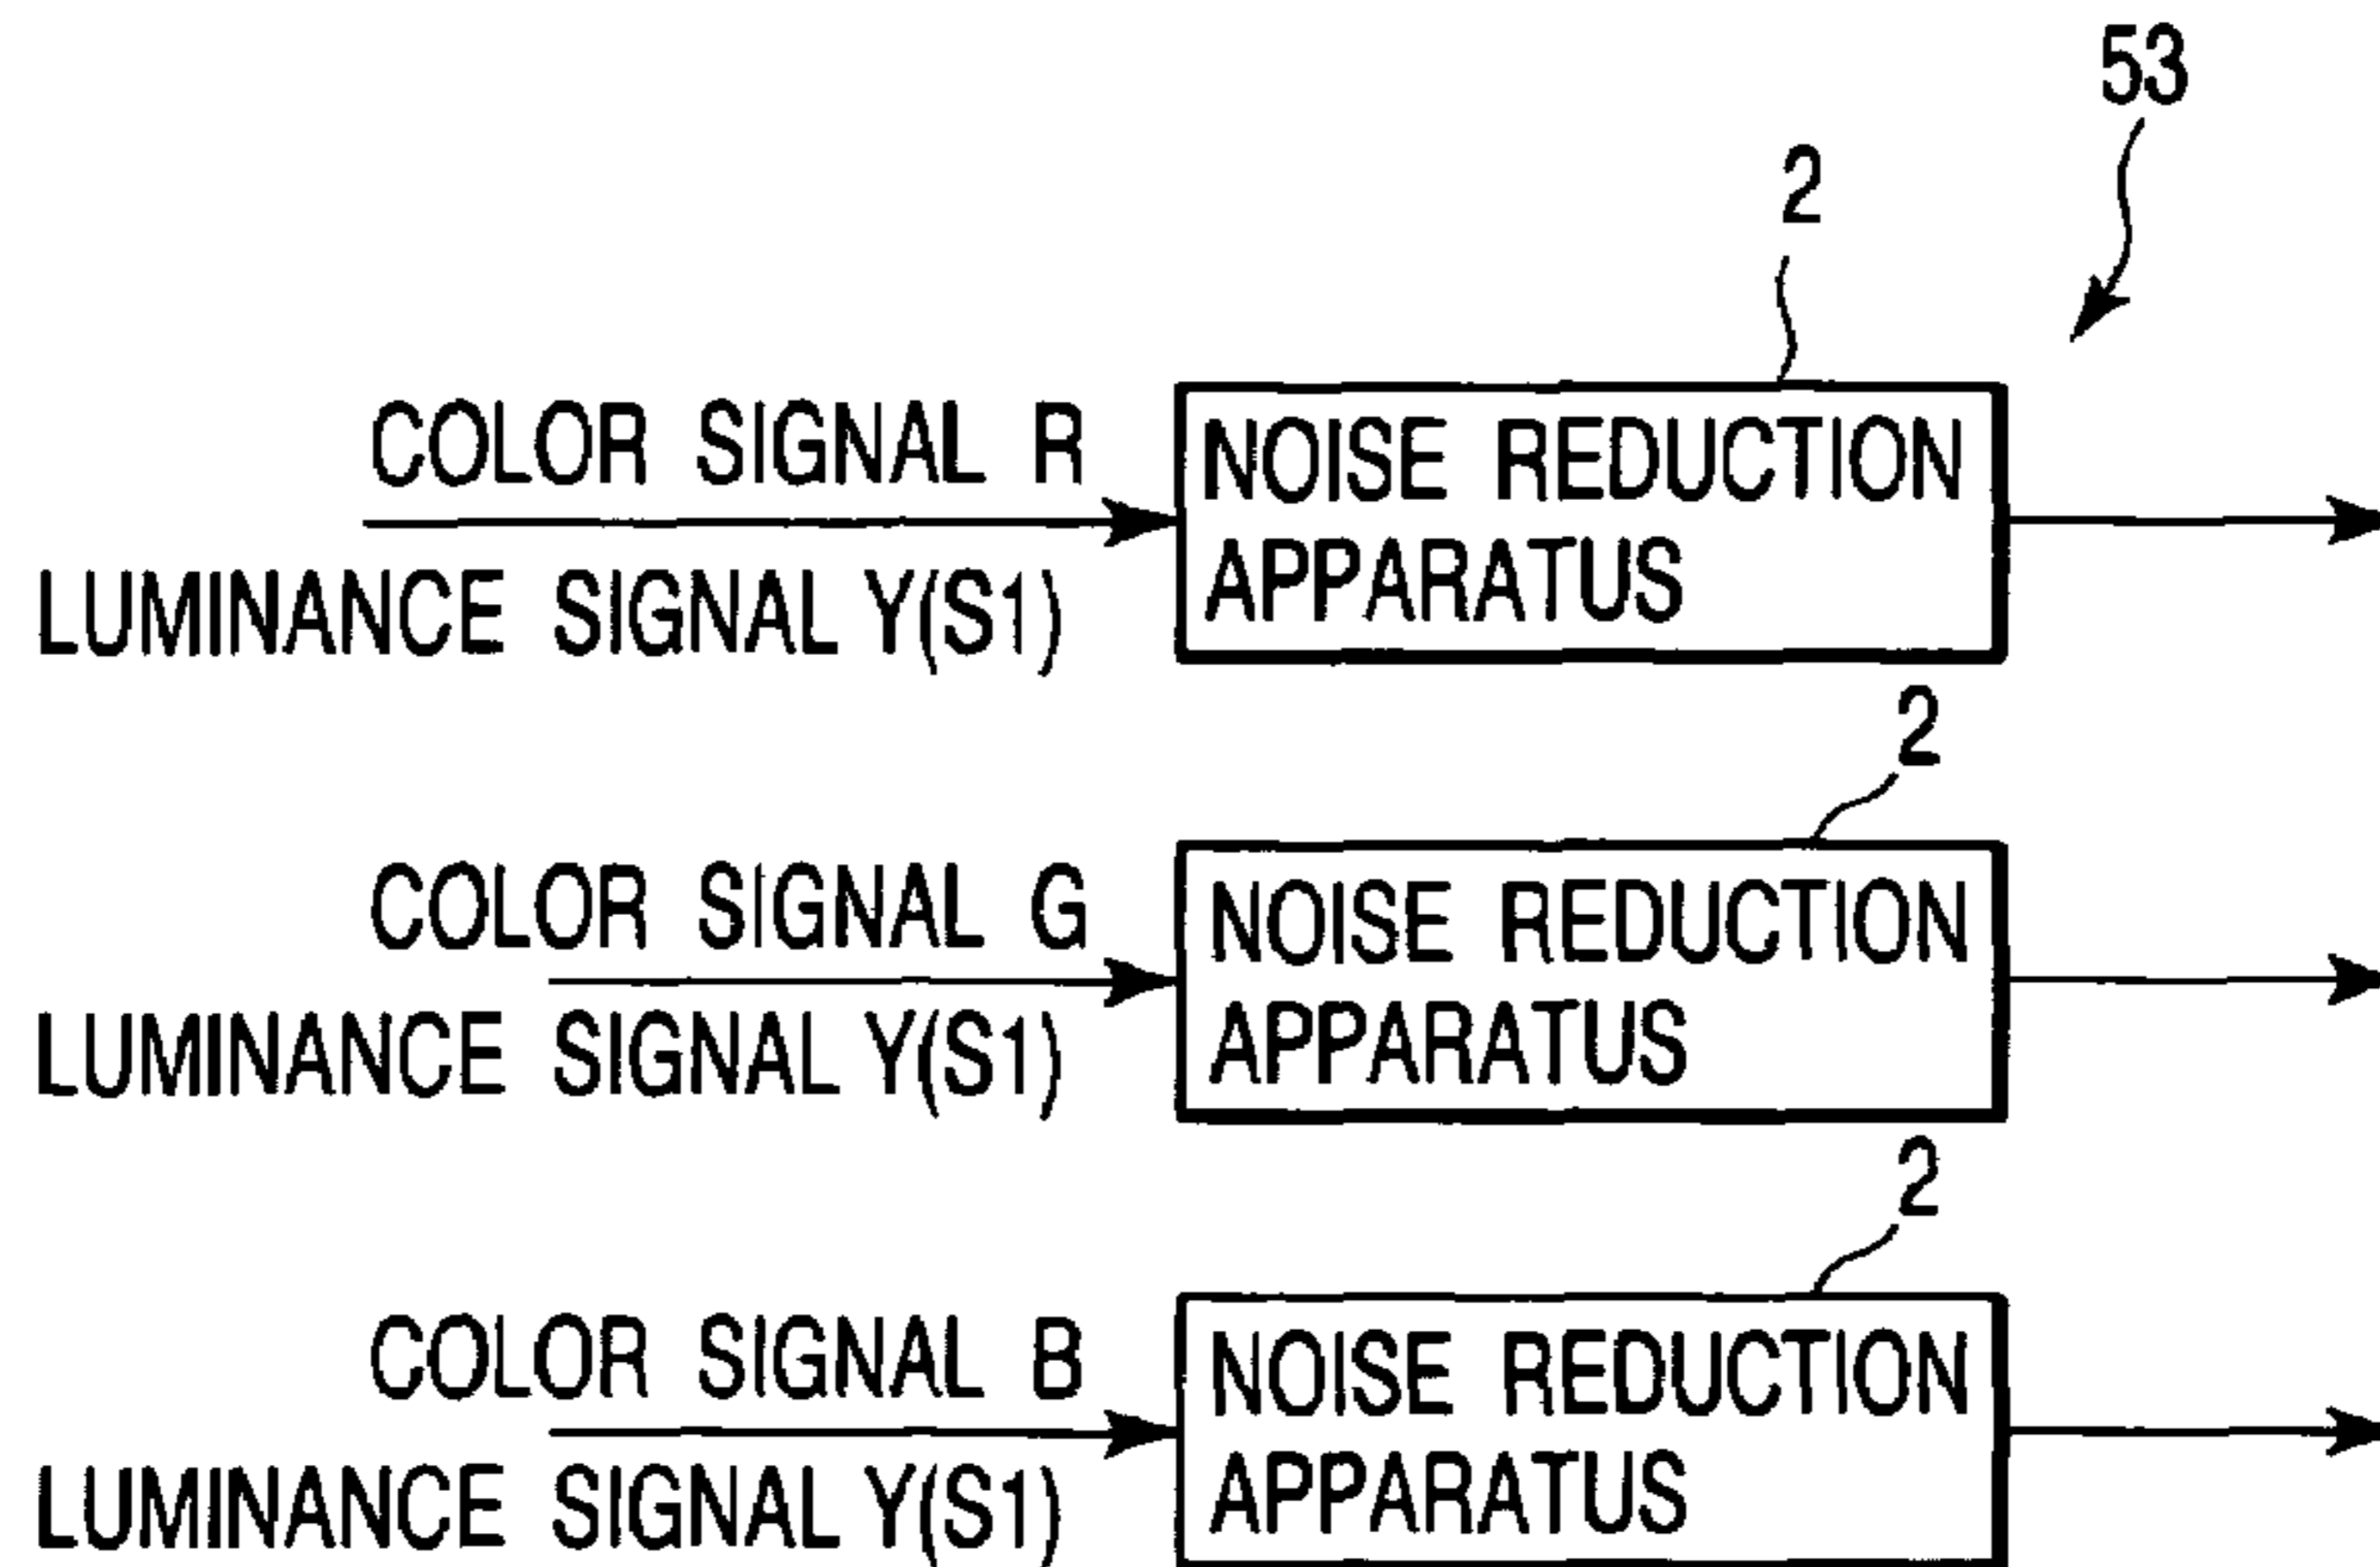 53
2
COLOR SIGNAL R
NOISE REDUCTION
APPARATUS
LUMINANCE SIGNAL Y(S1)
2
COLOR SIGNAL G
NOISE REDUCTION
APPARATUS
LUMINANCE SIGNAL Y(S1)
2
COLOR SIGNAL B
NOISE REDUCTION
APPARATUS
LUMINANCE SIGNAL Y(S1)